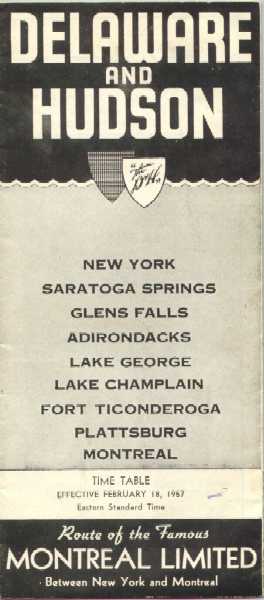 DELAWARE
AND
HUDSON
"The
D&H"
NEW YORK
SARATOGA SPRINGS
GLENS FALLS
ADIRONDACKS
LAKE GEORGE
LAKE CHAMPLAIN
FORT TICONDEROGA
PLATTSBURG
MONTREAL
TIME TABLE
EFFECTIVE FEBRUARY 18, 1967
Eastern Standard Time
Route of the Famous
MONTREAL LIMITED
Between New York and Montreal